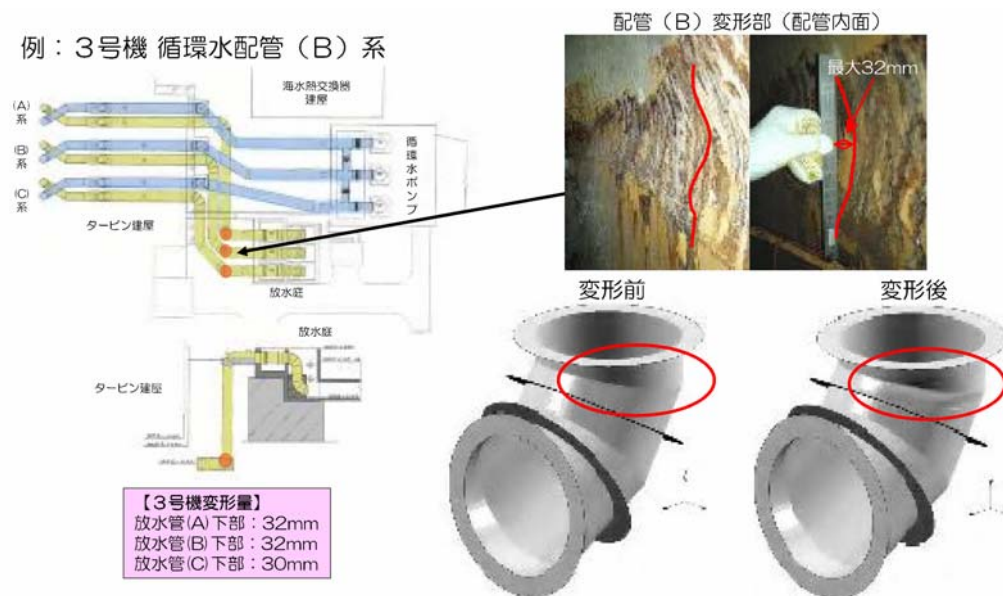 例：３号機 循環水配管（Ｂ）系
配管（Ｂ）変形部（配管内面）
最大32mm
海水熱交換器
建屋
(A)
系
(B)
系
(C)
系
循環水ポンプ
タービン建屋
放水庭
放水庭
タービン建屋
変形前
変形後
【３号機変形量】
放水管(A)下部：32mm
放水管(B)下部：32mm
放水管(C)下部：30mm